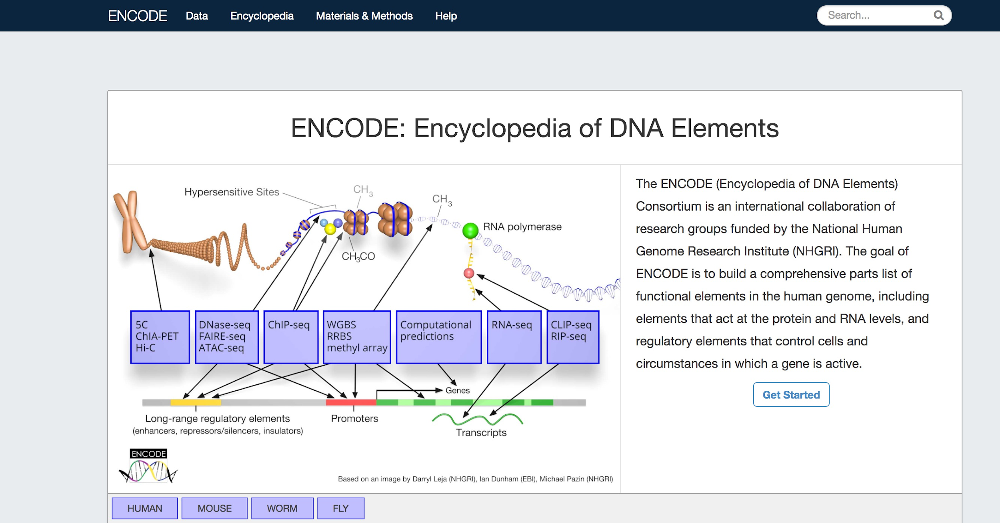 ENCODE Data Encyclopedia Materials & Methods Help Search...
ENCODE: Encyclopedia of DNA Elements
Hypersensitive Sites
CH3
CH3
RNA polymerase
CH3CO
5C
ChIA-PET
Hi-C
DNase-seq
FAIRE-seq
ATAC-seq
ChIP-seq
WGBS
RRBS
methyl array
Computational
predictions
RNA-seq
CLIP-seq
RIP-seq
Genes
Long-range regulatory elements
(enhancers, repressors/silencers, insulators)
Promoters
Transcripts
ENCODE
Based on an image by Darryl Leja (NHGRI), Ian Dunham (EBI), Michael Pazin (NHGRI)
The ENCODE (Encyclopedia of DNA Elements)
Consortium is an international collaboration of
research groups funded by the National Human
Genome Research Institute (NHGRI). The goal of
ENCODE is to build a comprehensive parts list of
functional elements in the human genome, including
elements that act at the protein and RNA levels, and
regulatory elements that control cells and
circumstances in which a gene is active.
Get Started
HUMAN MOUSE WORM FLY